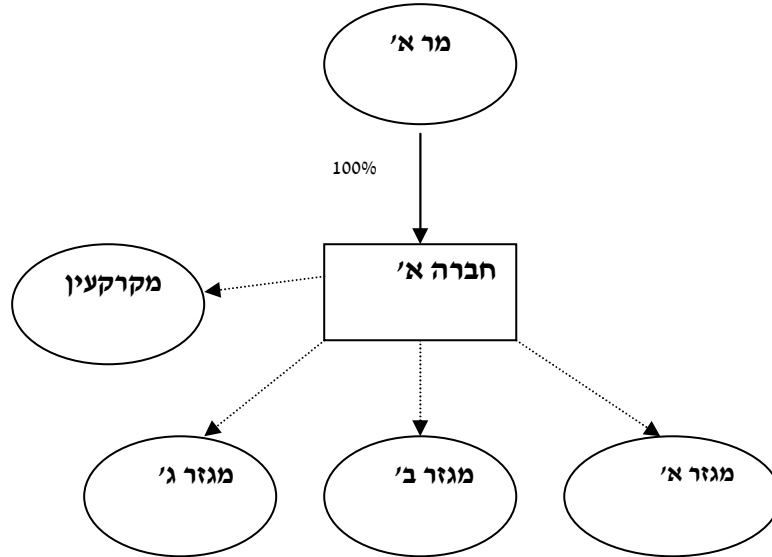 מר א'
100%
חברה א'
מקרקעין
מגזר א'
מגזר ב'
מגזר ג'